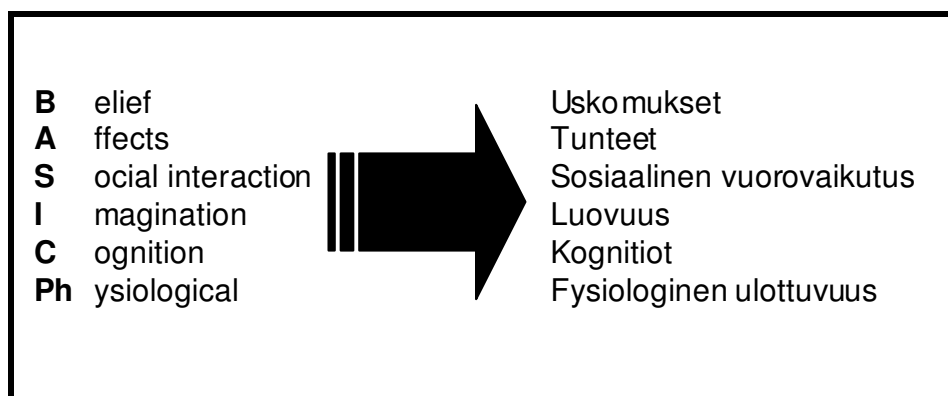 B elief Uskomukset
A ffects Tunteet
S ocial interaction Sosiaalinen vuorovaikutus
I magination Luovuus
C ognition Kognitiot
Ph ysiological Fysiologinen ulottuvuus